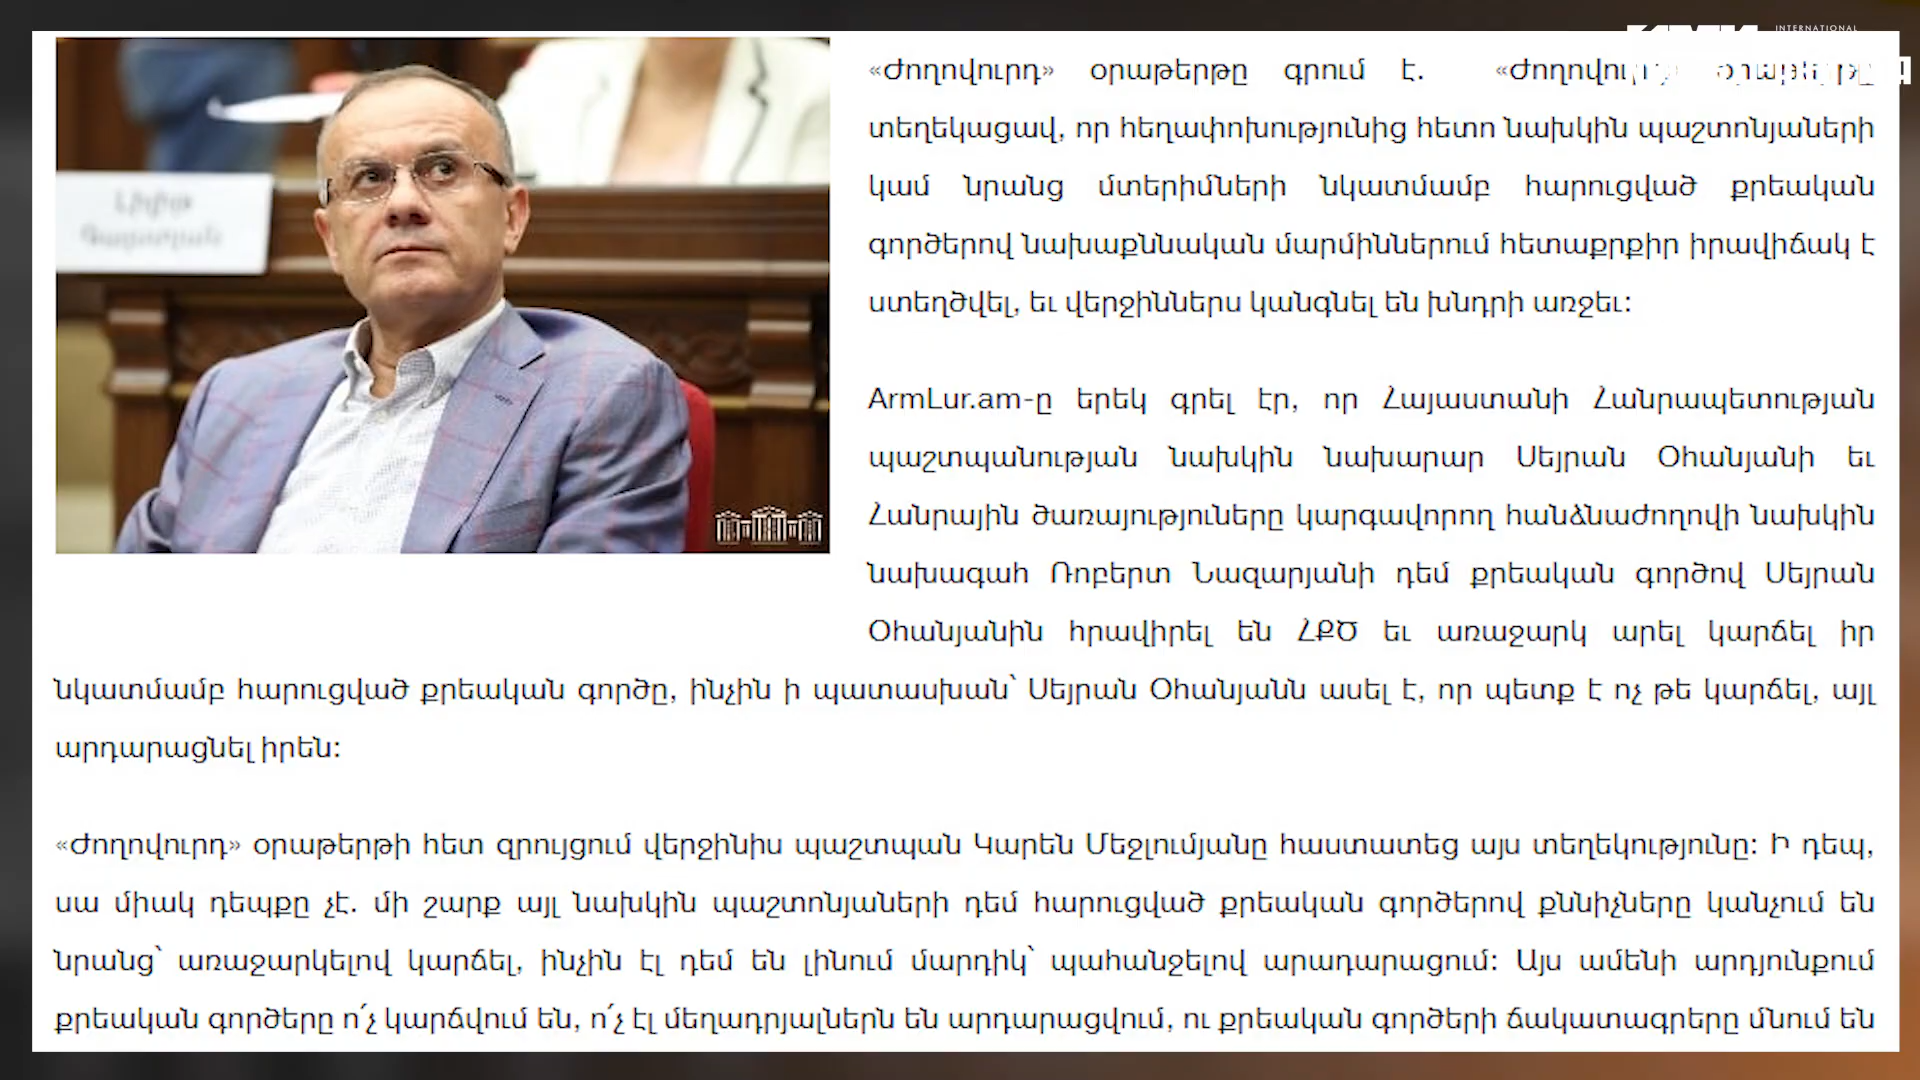 INTERNATIONAL
«Ժողովուրդ» օրաթերթը գրում է.
տեղեկացավ, որ հեղափոխությունից հետո նախկին պաշտոնյաների
կամ նրանց մտերիմների նկատմամբ հարուցված քրեական
գործերով նախաքննական մարմիններում հետաքրքիր իրավիճակ է
ստեղծվել, եւ վերջիններս կանգնել են խնդրի առջեւ:
ArmLur.am-ը երեկ գրել էր, որ Հայաստանի Հանրապետության
պաշտպանության նախկին նախարար Սեյրան Օհանյանի եւ
Հանրային ծառայություները կարգավորող հանձնաժողովի նախկին
նախագահ Ռոբերտ Նազարյանի դեմ քրեական գործով Սեյրան
Օհանյանին հրավիրել են ՀՔԾ եւ առաջարկ արել կարճել իր
նկատմամբ հարուցված քրեական գործը, ինչին ի պատասխան՝ Սեյրան Օհանյանն ասել է, որ պետք է ոչ թե կարճել, այլ
արդարացնել իրեն:
«Ժողովուրդ» օրաթերթի հետ զրույցում վերջինիս պաշտպան Կարեն Մեջլումյանը հաստատեց այս տեղեկությունը: Ի դեպ,
սա միակ դեպքը չէ. մի շարք այլ նախկին պաշտոնյաների դեմ հարուցված քրեական գործերով քննիչները կանչում են
նրանց՝ առաջարկելով կարճել, ինչին էլ դեմ են լինում մարդիկ՝ պահանջելով արադարացում: Այս ամենի արդյունքում
քրեական գործերը ո՛չ կարճվում են, ո՛չ էլ մեղադրյալներն են արդարացվում, ու քրեական գործերի ճակատագրերը մնում են